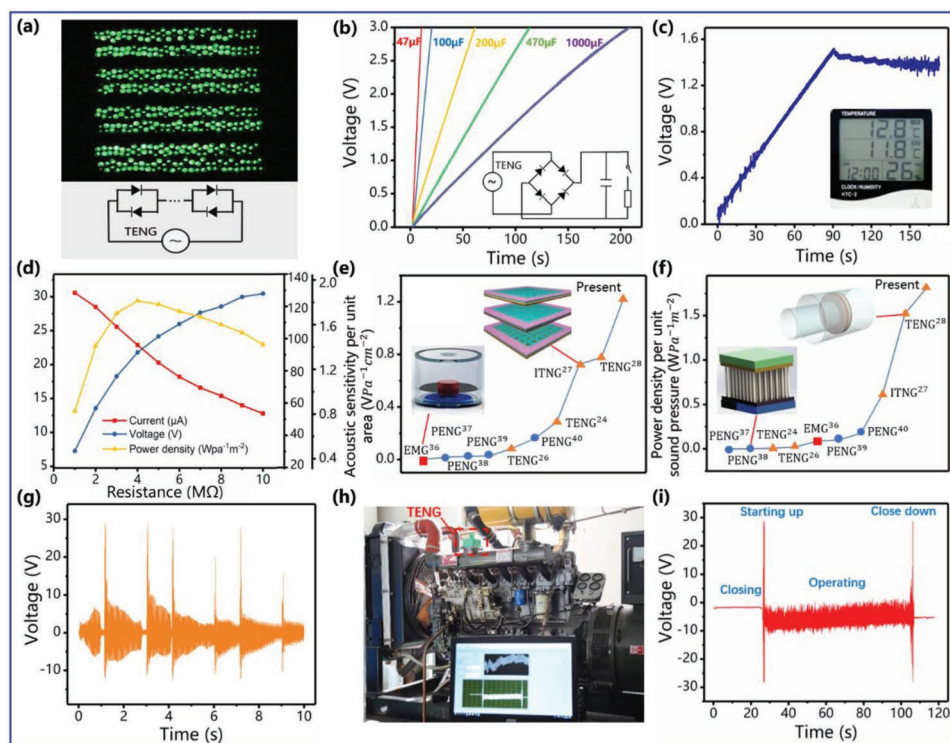 (a)
TENG
(b)
Voltage (V)
3.0
2.5
2.0
1.5
1.0
0.5
0.0
47μF 100μF 200μF 470μF 1000μF
TENG
0 50 100 150 200
Time (s)
(c)
Voltage (V)
1.6
1.2
0.8
0.4
0.0
TEMPERATURE
12.8 °C
11.8 °C
12:00 26
CLOCK/HUMIDITY
HTC-2
0 30 60 90 120 150
Time (s)
(d)
30
25
20
15
10
5
140
120
100
80
60
40
20
2.0
1.6
1.2
0.8
0.4
Current (μA)
Voltage (V)
Power density (Wpa⁻¹m⁻²)
0 2 4 6 8 10
Resistance (MΩ)
(e)
Acoustic sensitivity per unit
area (VPa⁻¹cm⁻²)
1.2
0.8
0.4
0.0
Present
ITNG²⁷
TENG²⁸
TENG²⁴
PENG³⁷
EMG³⁶
PENG³⁹
PENG³⁸
TENG²⁶
PENG⁴⁰
(f)
Power density per unit
sound pressure (WPa⁻¹m⁻²)
1.8
1.2
0.6
0.0
Present
TENG²⁸
ITNG²⁷
PENG³⁷
TENG²⁴
EMG³⁶
PENG⁴⁰
PENG³⁸
TENG²⁶
PENG³⁹
(g)
Voltage (V)
30
20
10
0
-10
0 2 4 6 8 10
Time (s)
(h)
TENG
(i)
Voltage (V)
30
20
10
0
-10
-20
-30
Starting up
Close down
Closing
Operating
0 20 40 60 80 100 120
Time (s)